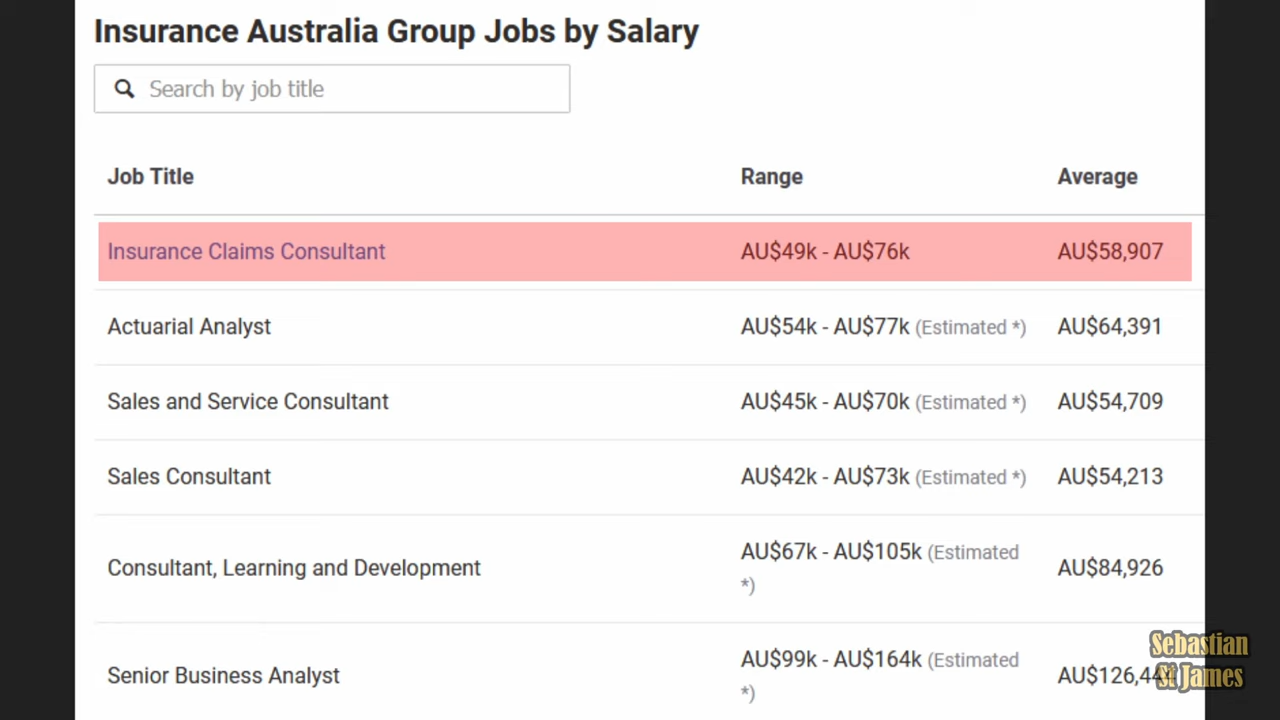 Insurance Australia Group Jobs by Salary
Search by job title
Job Title Range Average
Insurance Claims Consultant AU$49k - AU$76k AU$58,907
Actuarial Analyst AU$54k - AU$77k (Estimated *) AU$64,391
Sales and Service Consultant AU$45k - AU$70k (Estimated *) AU$54,709
Sales Consultant AU$42k - AU$73k (Estimated *) AU$54,213
Consultant, Learning and Development AU$67k - AU$105k (Estimated *) AU$84,926
Senior Business Analyst AU$99k - AU$164k (Estimated *)
Sebastian
St James